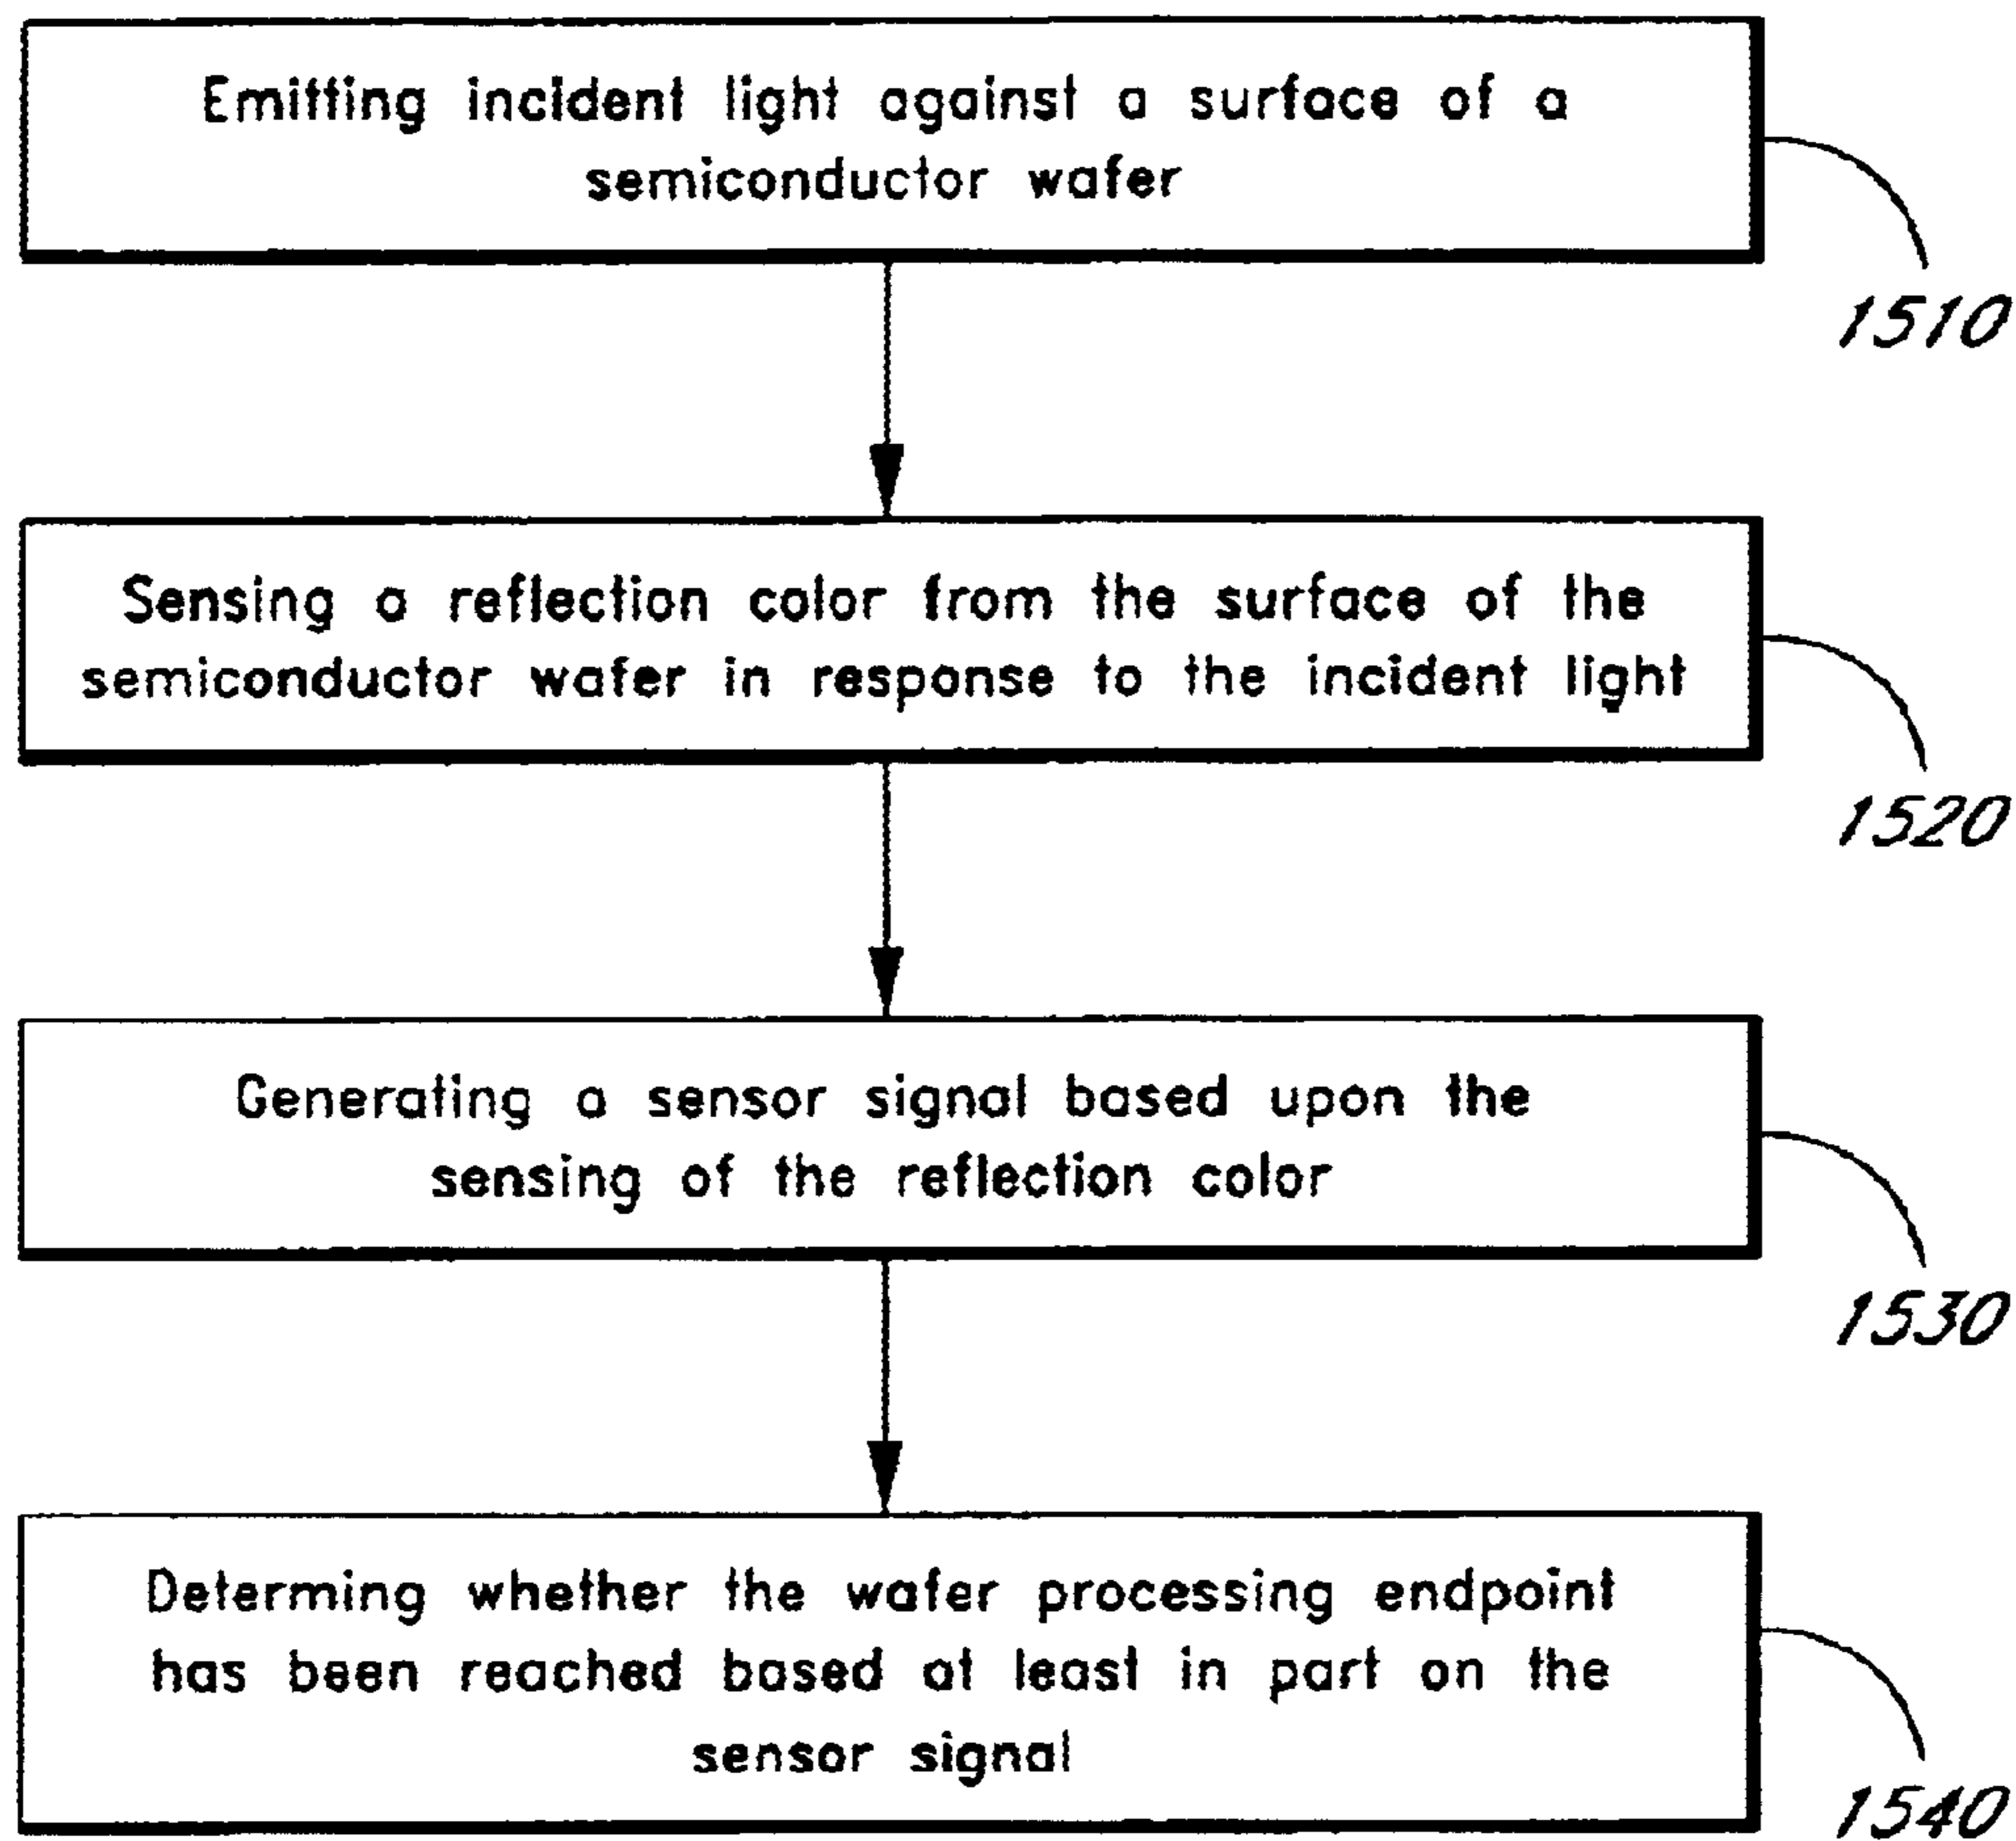 Emitting incident light against a surface of a
semiconductor wafer
1510
Sensing a reflection color from the surface of the
semiconductor wafer in response to the incident light
1520
Generating a sensor signal based upon the
sensing of the reflection color
1530
Determing whether the wafer processing endpoint
has been reached based at least in part on the
sensor signal
1540